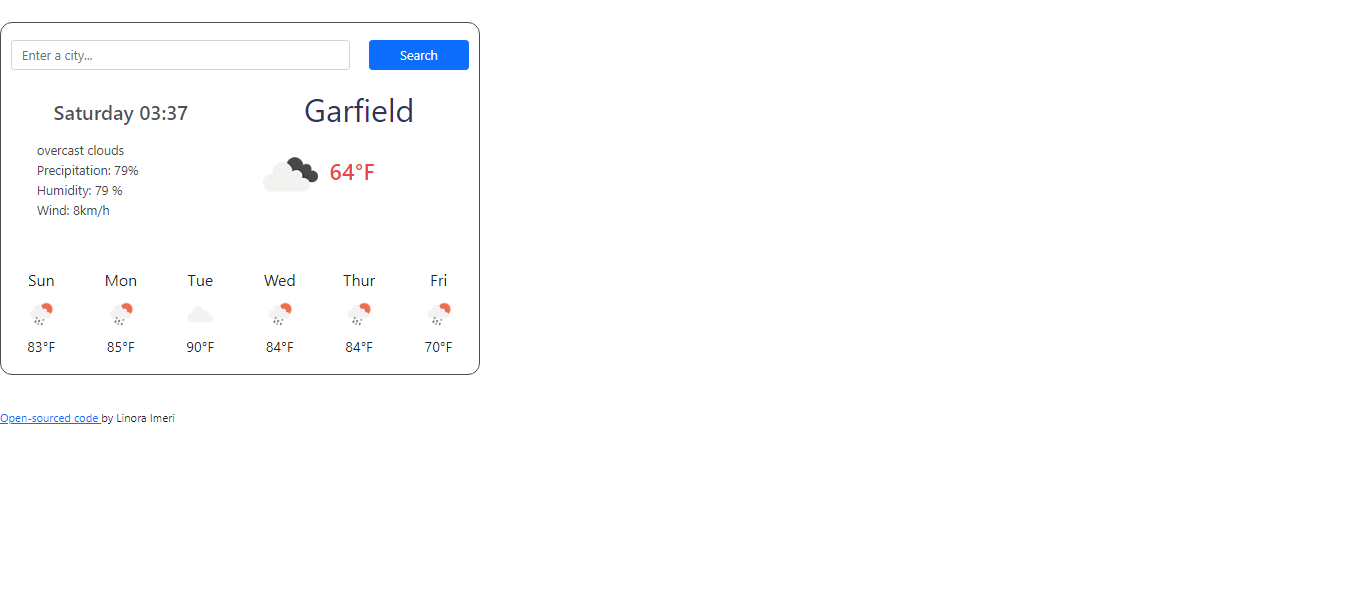 Enter a city...
Search
Saturday 03:37
Garfield
overcast clouds
Precipitation: 79%
Humidity: 79 %
Wind: 8km/h
64°F
Sun Mon Tue Wed Thur Fri
83°F 85°F 90°F 84°F 84°F 70°F
Open-sourced code by Linora Imeri